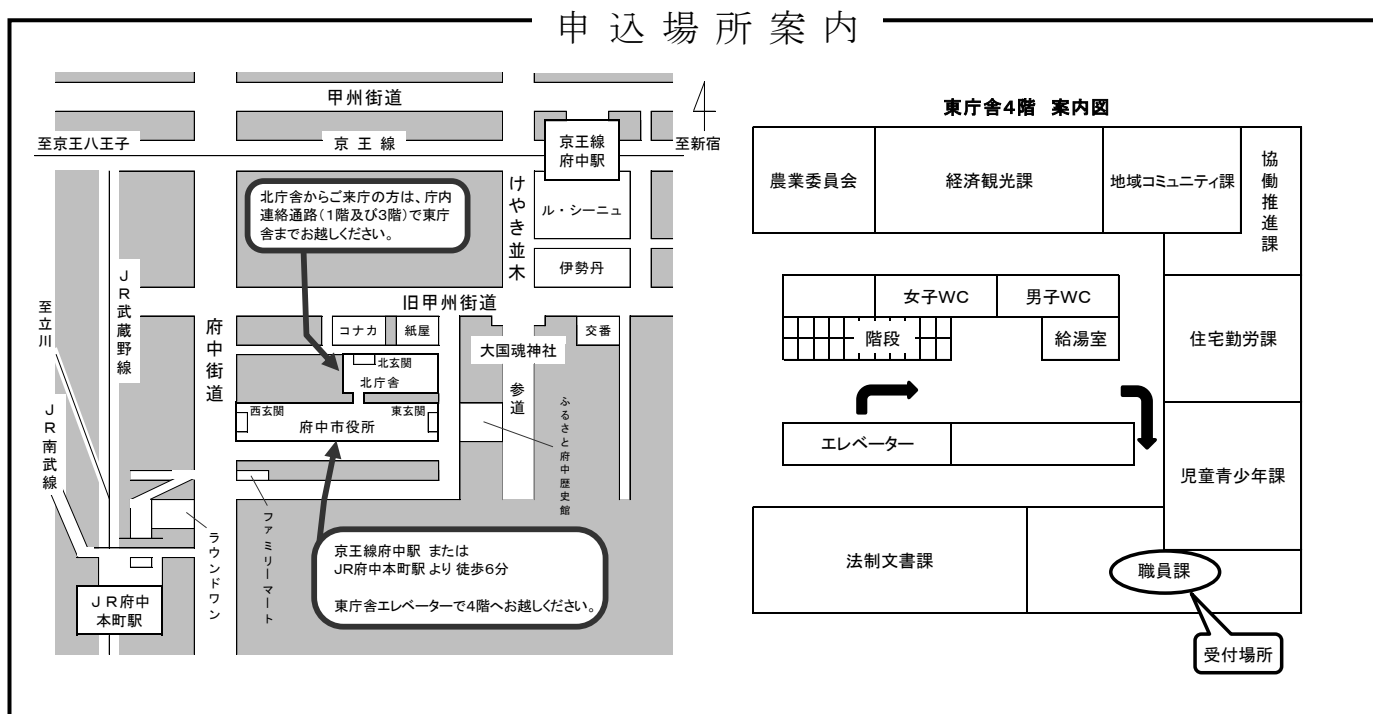 申込場所案内
甲州街道
至京王八王子
京王線
京王線
府中駅
至新宿
北庁舎からご来庁の方は、庁内
連絡通路(1階及び3階)で東庁
舎までお越しください。
けやき並木
ル・シーニュ
伊勢丹
JR武蔵野線
至立川
旧甲州街道
府中街道
コナカ
紙屋
交番
大国魂神社
北玄関
北庁舎
参道
JR南武線
西玄関
東玄関
府中市役所
ふるさと府中歴史館
ラウンドワン
ファミリーマート
京王線府中駅 または
JR府中本町駅より徒歩6分
東庁舎エレベーターで4階へお越しください。
JR府中
本町駅
東庁舎4階 案内図
農業委員会
経済観光課
地域コミュニティ課
協働推進課
女子WC
男子WC
階段
給湯室
住宅勤労課
エレベーター
児童青少年課
法制文書課
職員課
受付場所